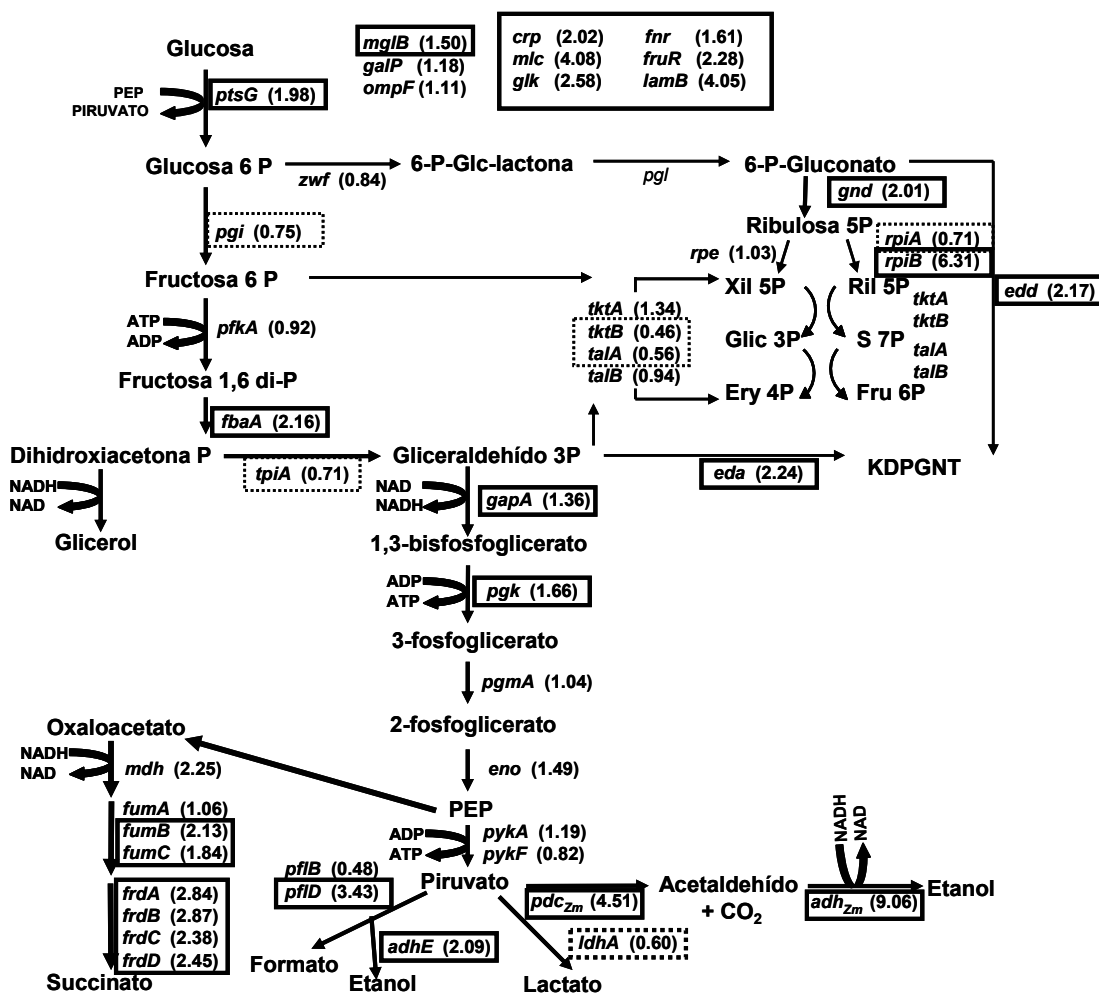 Glucosa
mglB (1.50)
galP (1.18)
ompF (1.11)
crp (2.02) fnr (1.61)
mlc (4.08) fruR (2.28)
glk (2.58) lamB (4.05)
PEP
PIRUVATO
ptsG (1.98)
Glucosa 6 P
zwf (0.84)
6-P-Glc-lactona
pgl
6-P-Gluconato
gnd (2.01)
pgi (0.75)
Ribulosa 5P
rpe (1.03)
rpiA (0.71)
rpiB (6.31)
Fructosa 6 P
Xil 5P
Ril 5P
edd (2.17)
ATP
ADP
pfkA (0.92)
tktA (1.34)
tktB (0.46)
talA (0.56)
talB (0.94)
Glic 3P
S 7P
tktA
tktB
talA
talB
Fructosa 1,6 di-P
Ery 4P
Fru 6P
fbaA (2.16)
Dihidroxiacetona P
tpiA (0.71)
Gliceraldehído 3P
eda (2.24)
KDPGNT
NADH
NAD
Glicerol
NAD
NADH
gapA (1.36)
1,3-bisfosfoglicerato
ADP
ATP
pgk (1.66)
3-fosfoglicerato
pgmA (1.04)
2-fosfoglicerato
eno (1.49)
Oxaloacetato
NADH
NAD
mdh (2.25)
fumA (1.06)
fumB (2.13)
fumC (1.84)
frdA (2.84)
frdB (2.87)
frdC (2.38)
frdD (2.45)
Succinato
PEP
ADP
ATP
pykA (1.19)
pykF (0.82)
pflB (0.48)
pflD (3.43)
Piruvato
pdcZm (4.51)
Acetaldehído
+ CO2
NADH
NAD
adhZm (9.06)
Etanol
adhE (2.09)
ldhA (0.60)
Formato
Etanol
Lactato